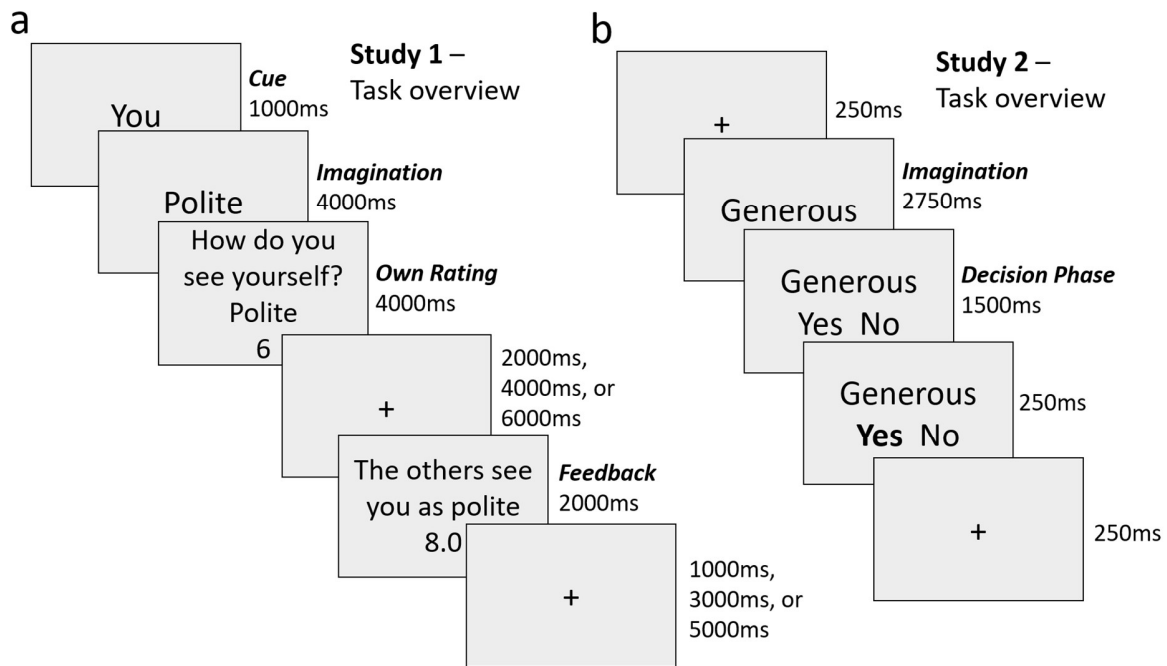 a
Study 1 –
Task overview
You
Cue
1000ms
Polite
Imagination
4000ms
How do you
see yourself?
Polite
6
Own Rating
4000ms
+
2000ms,
4000ms, or
6000ms
The others see
you as polite
8.0
Feedback
2000ms
+
1000ms,
3000ms, or
5000ms
b
Study 2 –
Task overview
+
250ms
Generous
Imagination
2750ms
Generous
Yes No
Decision Phase
1500ms
Generous
Yes No
250ms
+
250ms